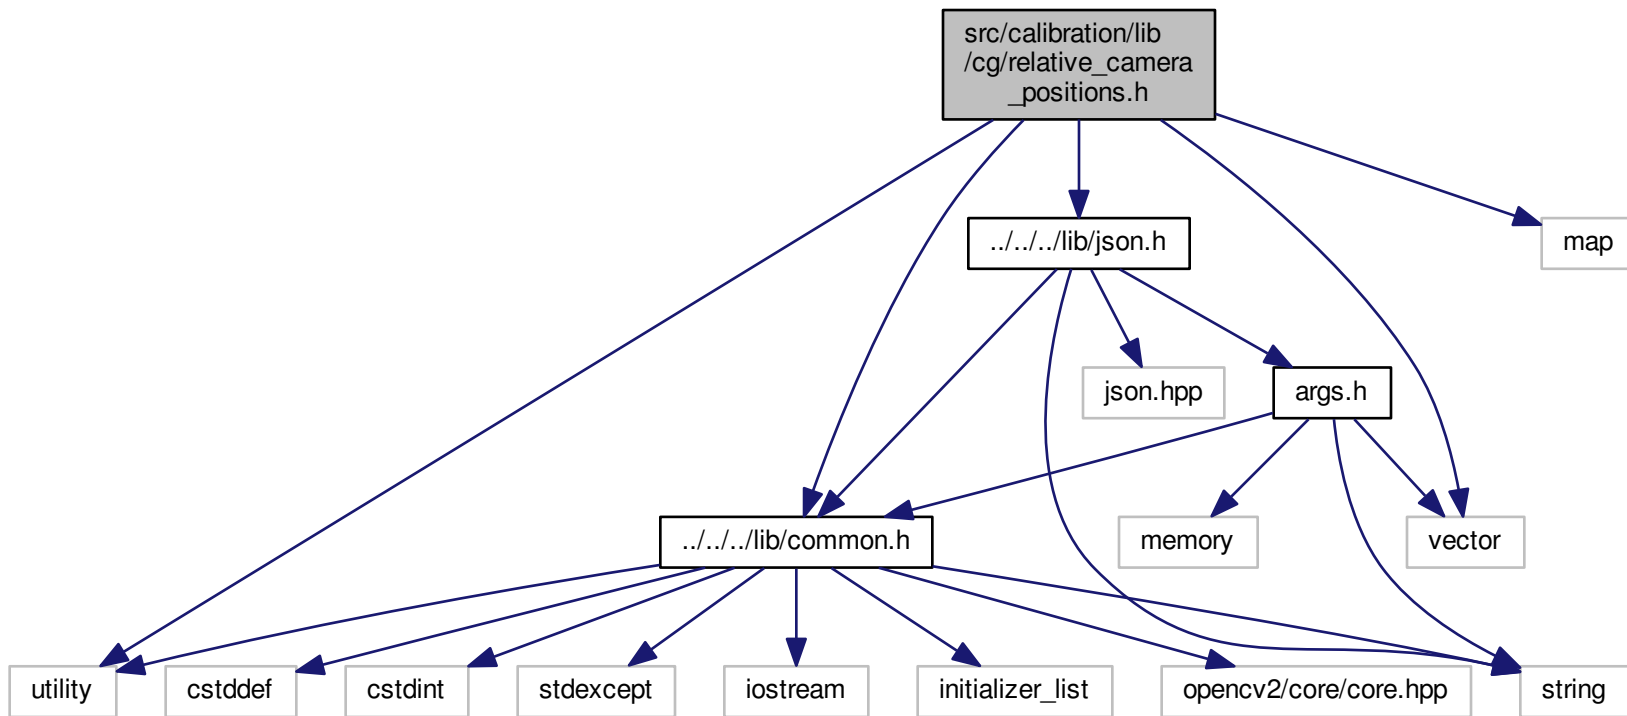 src/calibration/lib
/cg/relative_camera
_positions.h
../../../lib/json.h
map
json.hpp
args.h
../../../lib/common.h
memory
vector
utility
cstddef
cstdint
stdexcept
iostream
initializer_list
opencv2/core/core.hpp
string